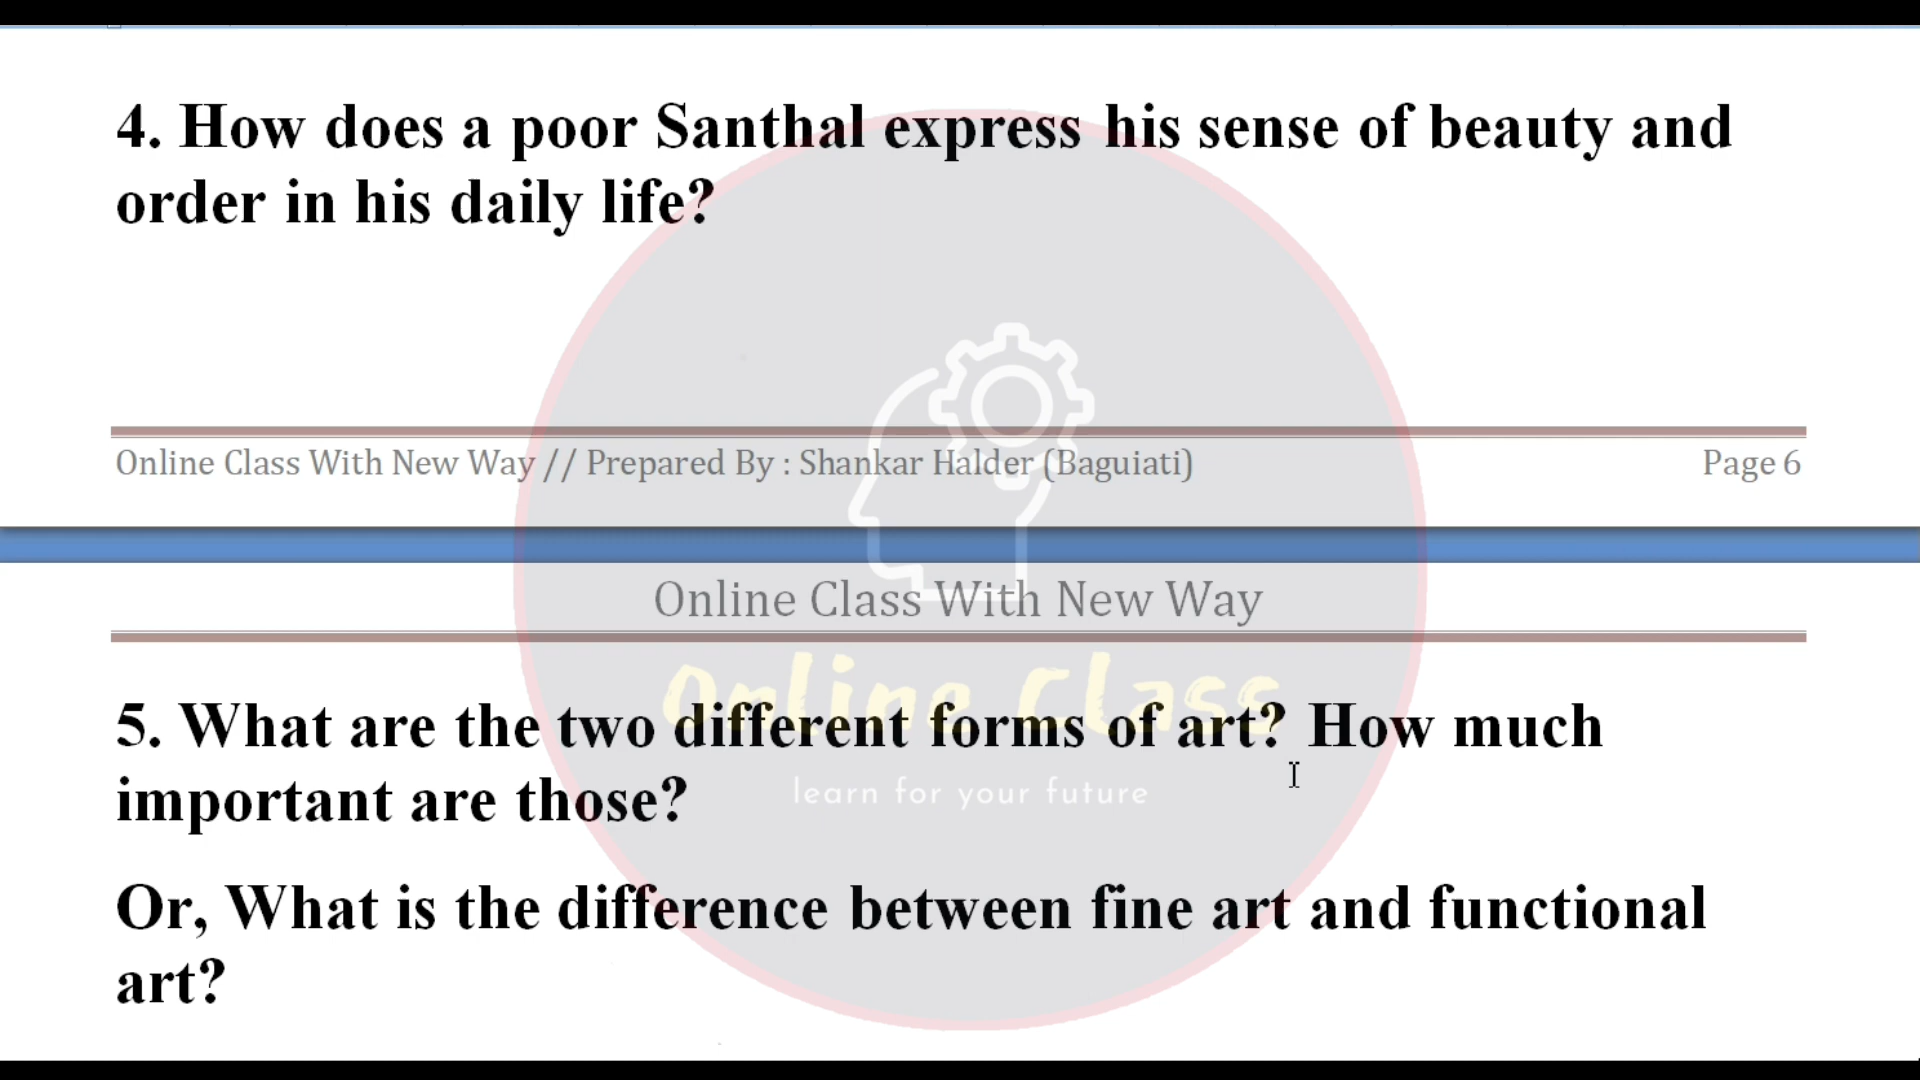 4. How does a poor Santhal express his sense of beauty and
order in his daily life?
Online Class With New Way // Prepared By : Shankar Halder (Baguiati)
Page 6
Online Class With New Way
Online Class
5. What are the two different forms of art? How much
learn for your future
important are those?
Or, What is the difference between fine art and functional
art?